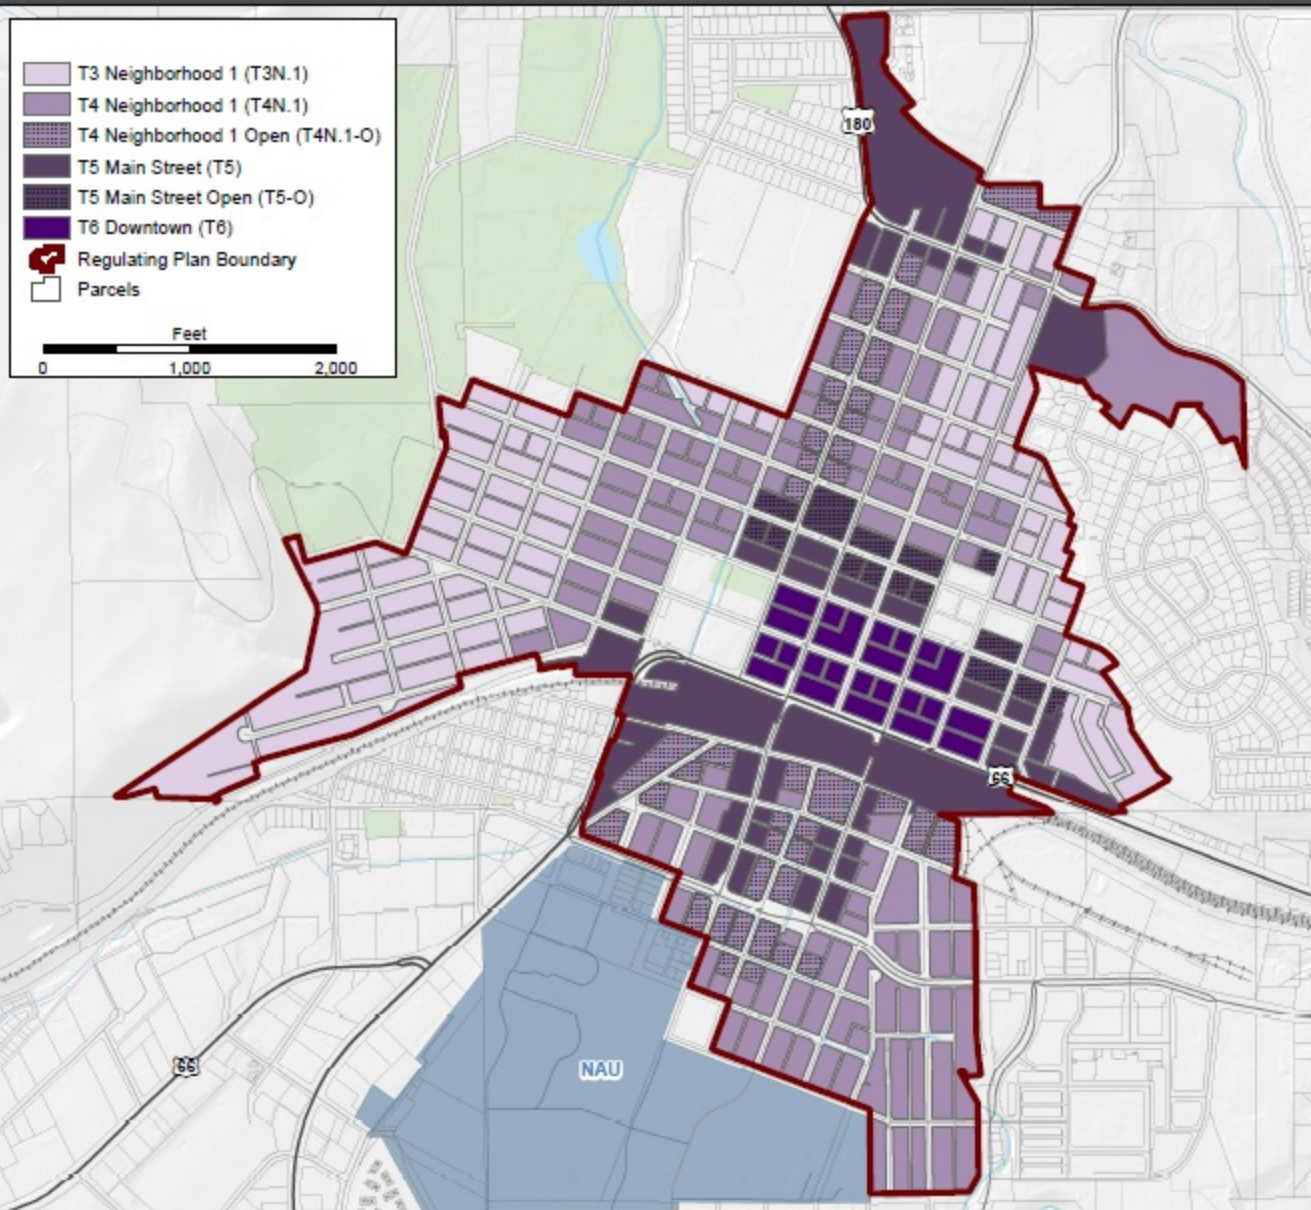 T3 Neighborhood 1 (T3N.1)
T4 Neighborhood 1 (T4N.1)
T4 Neighborhood 1 Open (T4N.1-O)
T5 Main Street (T5)
T5 Main Street Open (T5-O)
T6 Downtown (T6)
Regulating Plan Boundary
Parcels
Feet
0 1,000 2,000
180
66
66
NAU